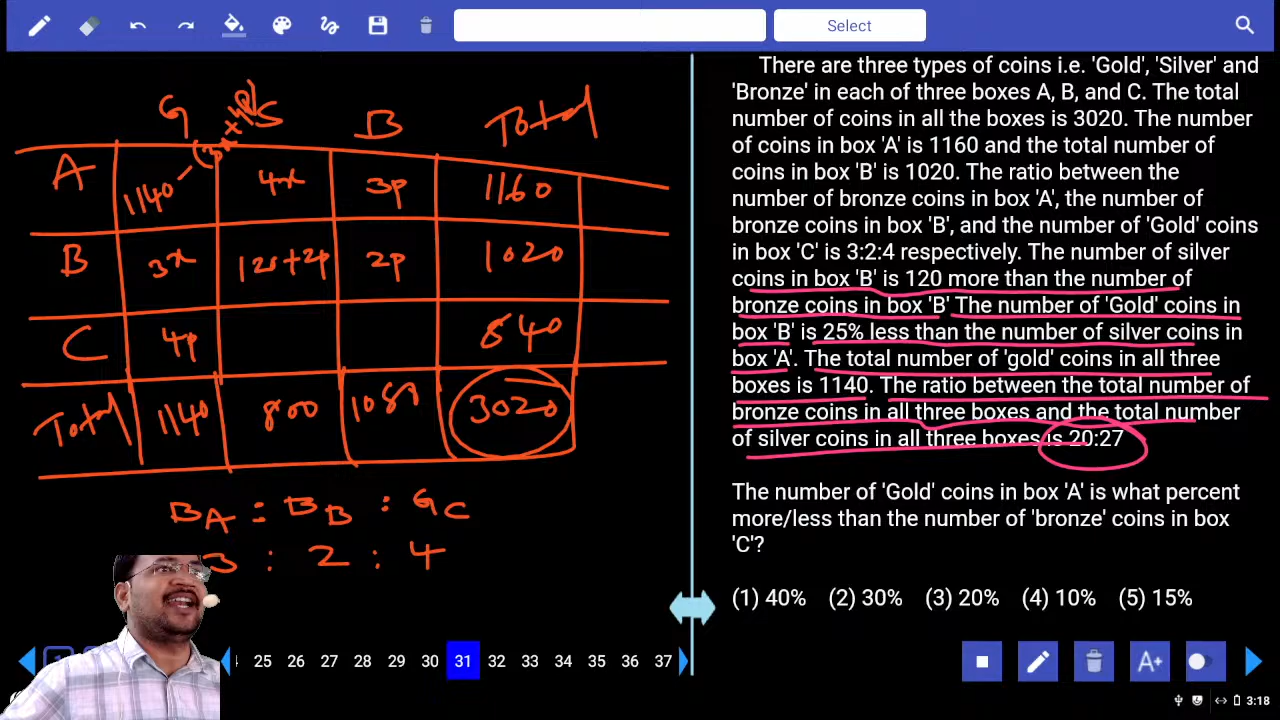 Select
There are three types of coins i.e. 'Gold', 'Silver' and
'Bronze' in each of three boxes A, B, and C. The total
number of coins in all the boxes is 3020. The number
of coins in box 'A' is 1160 and the total number of
coins in box 'B' is 1020. The ratio between the
number of bronze coins in box 'A', the number of
bronze coins in box 'B', and the number of 'Gold' coins
in box 'C' is 3:2:4 respectively. The number of silver
coins in box 'B' is 120 more than the number of
bronze coins in box 'B' The number of 'Gold' coins in
box 'B' is 25% less than the number of silver coins in
box 'A'. The total number of 'gold' coins in all three
boxes is 1140. The ratio between the total number of
bronze coins in all three boxes and the total number
of silver coins in all three boxes is 20:27
The number of 'Gold' coins in box 'A' is what percent
more/less than the number of 'bronze' coins in box
'C'?
(1) 40% (2) 30% (3) 20% (4) 10% (5) 15%
G S B Total
A 1140 - (3x+4p) 4x 3p 1160
B 3x 120+2p 2p 1020
C 4p 840
Total 1140 800 3020
BA : BB : GC
3 : 2 : 4
25 26 27 28 29 30 31 32 33 34 35 36 37
A+
3:18